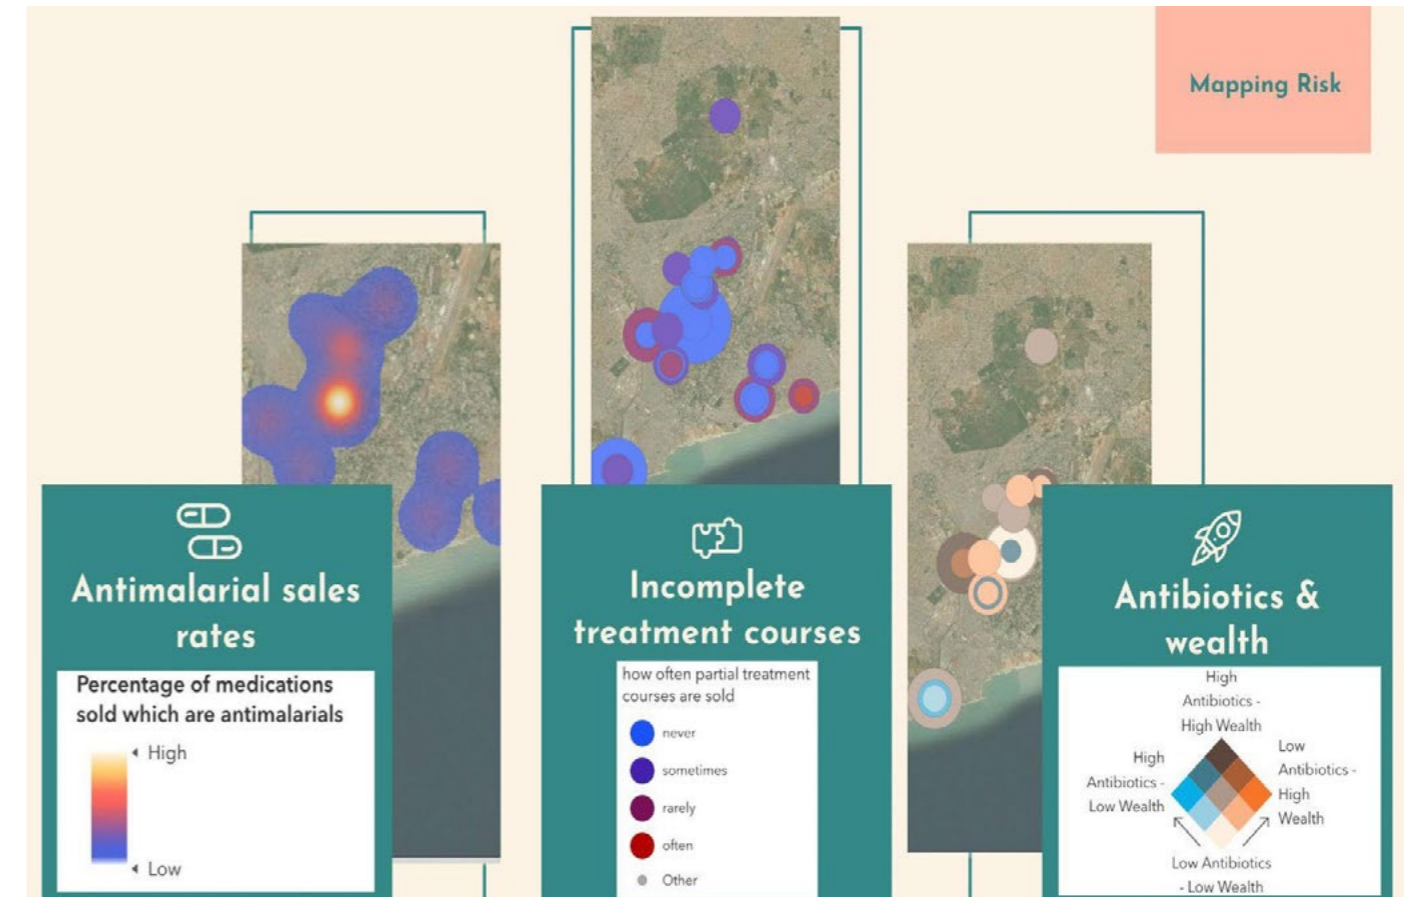 Mapping Risk
Antimalarial sales
rates
Percentage of medications
sold which are antimalarials
High
Low
Incomplete
treatment courses
how often partial treatment
courses are sold
never
sometimes
rarely
often
Other
Antibiotics &
wealth
High
Antibiotics -
High Wealth
High
Antibiotics -
Low Wealth
Low
Antibiotics -
High
Wealth
Low Antibiotics
- Low Wealth